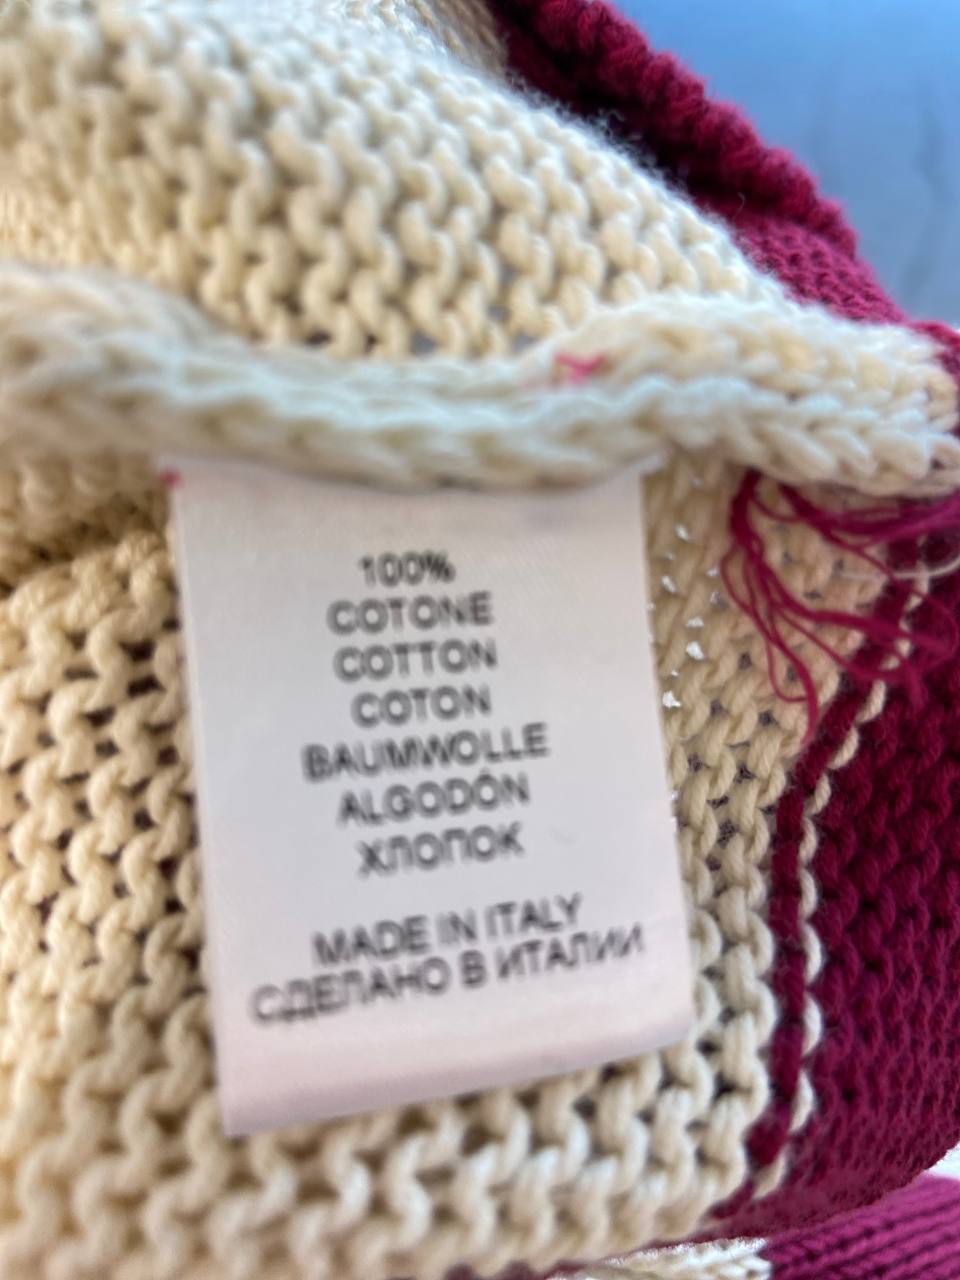 100%
COTONE
COTTON
COTON
BAUMWOLLE
ALGODÓN
ХЛОПОК
MADE IN ITALY
СДЕЛАНО В ИТАЛИИ